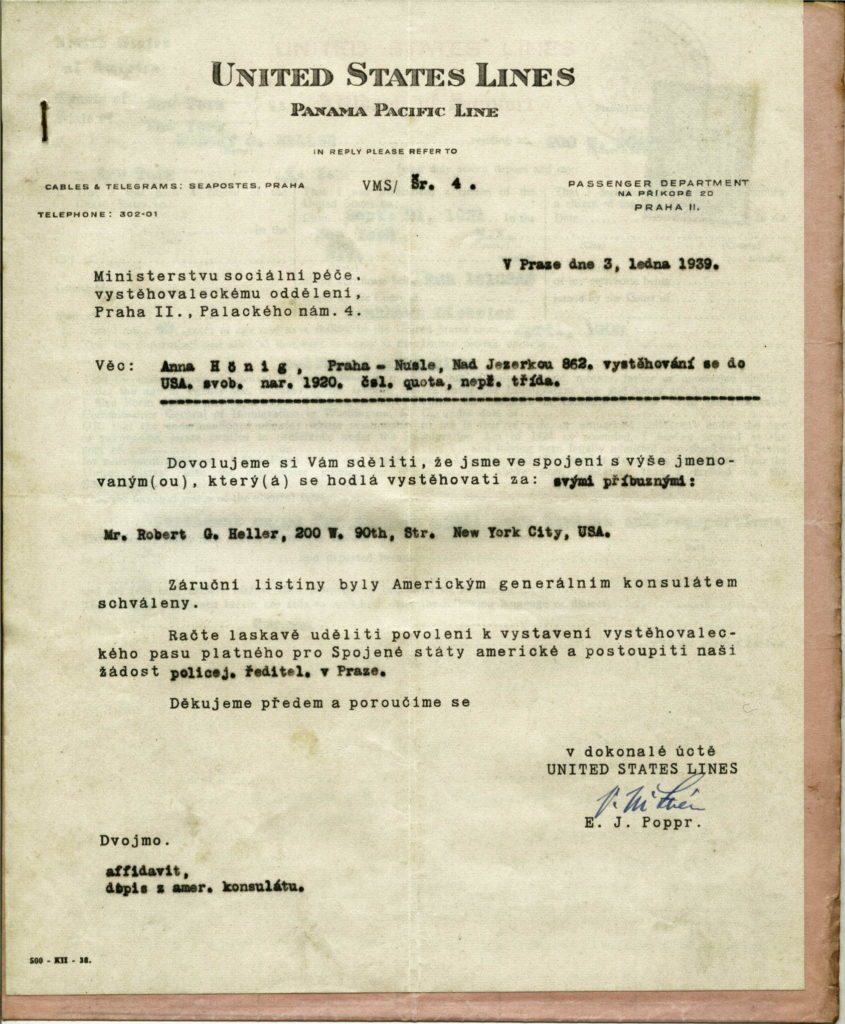 UNITED STATES LINES
PANAMA PACIFIC LINE
IN REPLY PLEASE REFER TO
CABLES & TELEGRAMS: SEAPOSTES, PRAHA
VMS/ Šr. 4.
PASSENGER DEPARTMENT
NA PŘÍKOPĚ 20
PRAHA II.
TELEPHONE: 302-01
V Praze dne 3, ledna 1939.
Ministerstvu sociální péče.
vystěhovaleckému oddělení,
Praha II., Palackého nám. 4.
Věc: Anna H ö n i g , Praha - Nusle, Nad Jezerkou 862. vystěhování se do
USA. svob. nar. 1920. čsl. quota, nepř. třída.
Dovolujeme si Vám sděliti, že jsme ve spojení s výše jmeno-
vaným(ou), který(á) se hodlá vystěhovati za: svými příbuznými:
Mr. Robert G. Heller, 200 W. 90th, Str. New York City, USA.
Záruční listiny byly Americkým generálním konsulátem
schváleny.
Račte laskavě uděliti povolení k vystavení vystěhovalec-
kého pasu platného pro Spojené státy americké a postoupiti naši
žádost policej. ředitel. v Praze.
Děkujeme předem a poroučíme se
v dokonalé úctě
UNITED STATES LINES
E. J. Poppr.
Dvojmo.
affidavit,
dopis z amer. konsulátu.
500 - XII - 38.